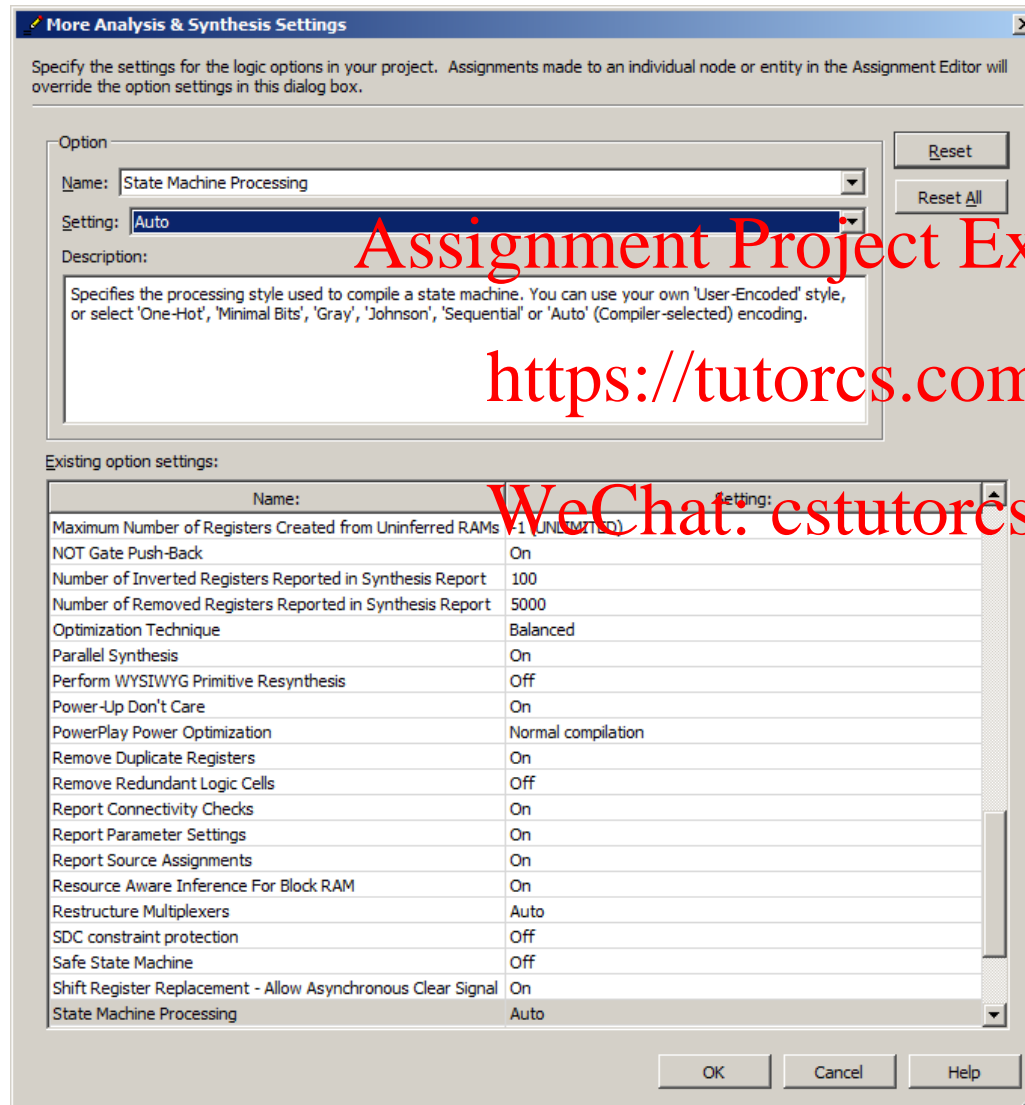 More Analysis & Synthesis Settings
Specify the settings for the logic options in your project. Assignments made to an individual node or entity in the Assignment Editor will
override the option settings in this dialog box.
Option
Reset
Name: State Machine Processing
Reset All
Setting: Auto
Assignment Project Ex
Description:
Specifies the processing style used to compile a state machine. You can use your own 'User-Encoded' style,
or select 'One-Hot', 'Minimal Bits', 'Gray', 'Johnson', 'Sequential' or 'Auto' (Compiler-selected) encoding.
https://tutorcs.com
Existing option settings:
Name: Setting:
WeChat: cstutorcs
Maximum Number of Registers Created from Uninferred RAMs -1 (UNLIMITED)
NOT Gate Push-Back On
Number of Inverted Registers Reported in Synthesis Report 100
Number of Removed Registers Reported in Synthesis Report 5000
Optimization Technique Balanced
Parallel Synthesis On
Perform WYSIWYG Primitive Resynthesis Off
Power-Up Don't Care On
PowerPlay Power Optimization Normal compilation
Remove Duplicate Registers On
Remove Redundant Logic Cells Off
Report Connectivity Checks On
Report Parameter Settings On
Report Source Assignments On
Resource Aware Inference For Block RAM On
Restructure Multiplexers Auto
SDC constraint protection Off
Safe State Machine Off
Shift Register Replacement - Allow Asynchronous Clear Signal On
State Machine Processing Auto
OK Cancel Help